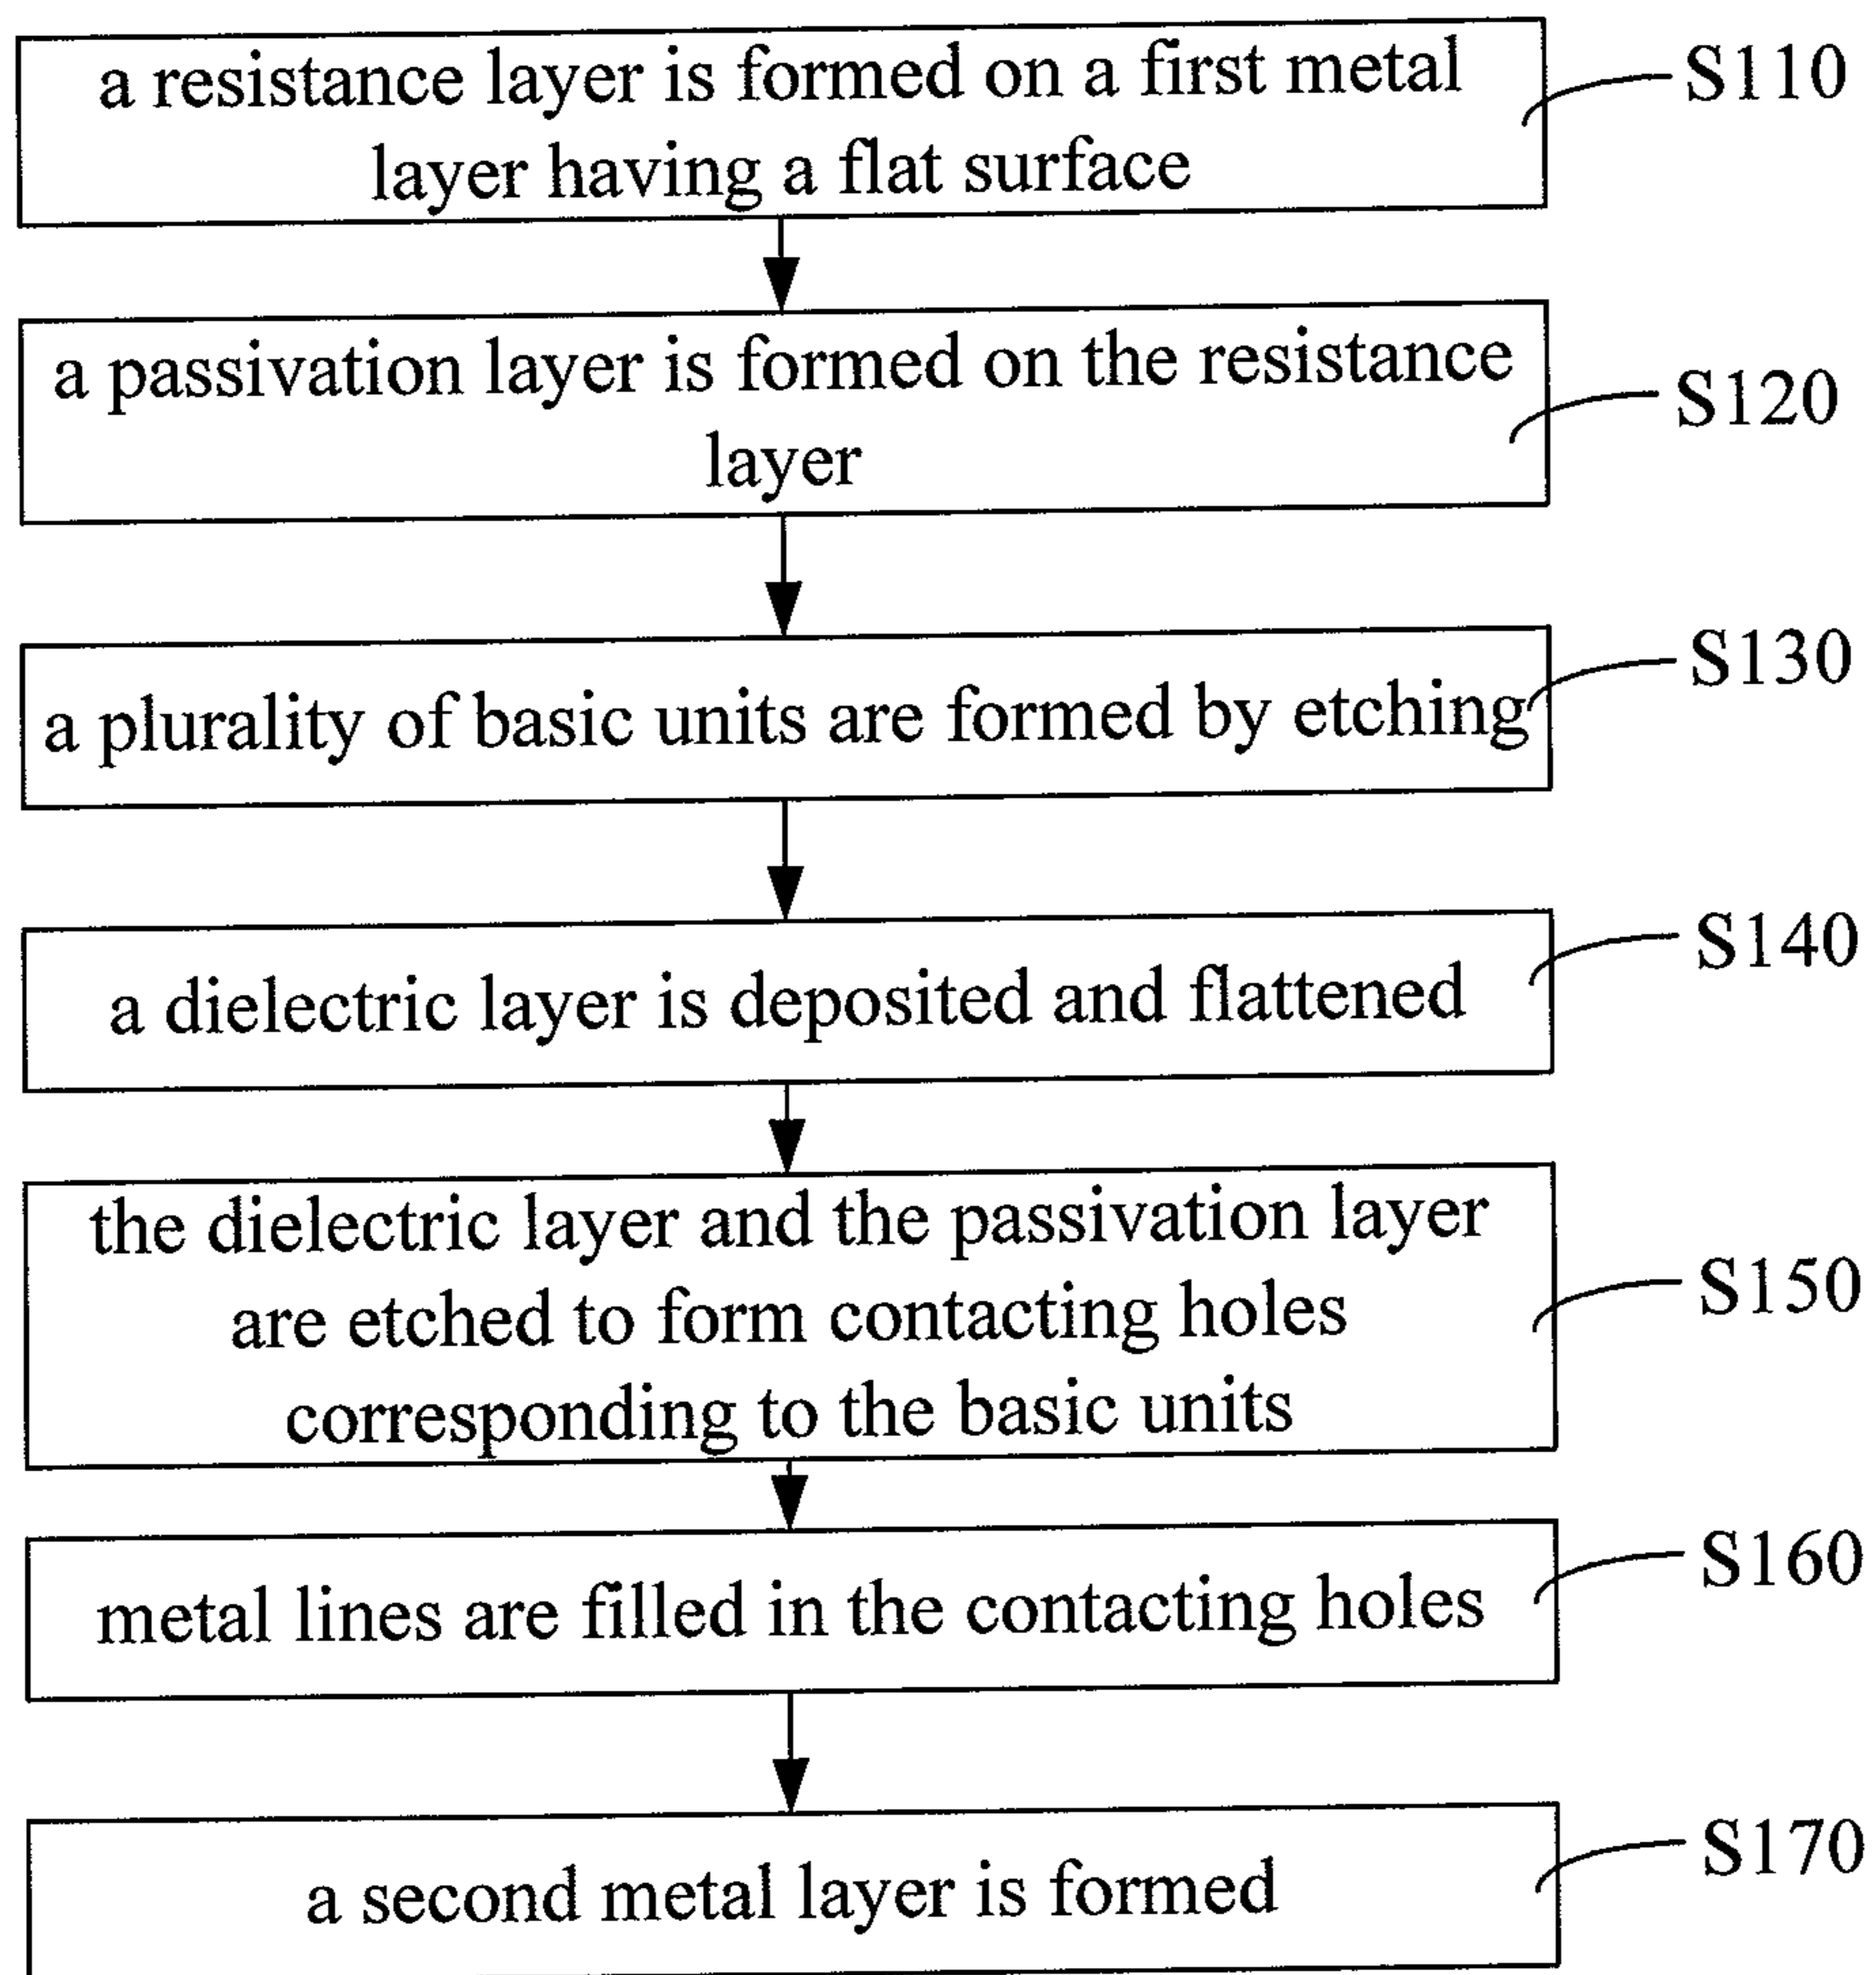 a resistance layer is formed on a first metal
layer having a flat surface
S110
a passivation layer is formed on the resistance
layer
S120
a plurality of basic units are formed by etching
S130
a dielectric layer is deposited and flattened
S140
the dielectric layer and the passivation layer
are etched to form contacting holes
corresponding to the basic units
S150
metal lines are filled in the contacting holes
S160
a second metal layer is formed
S170